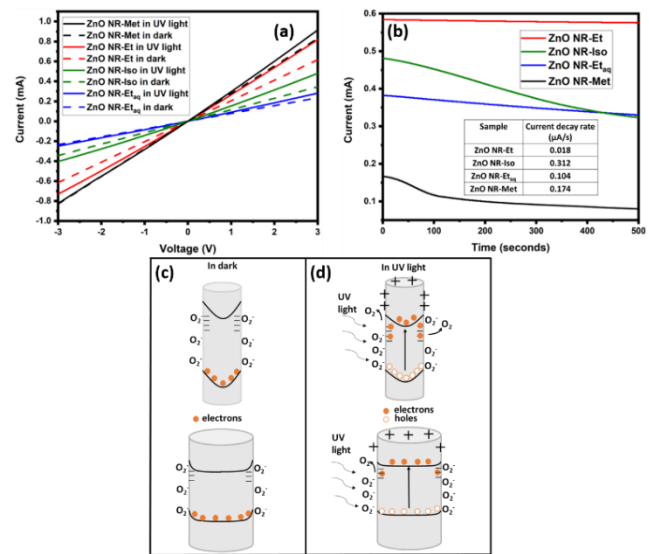 (a)
ZnO NR-Met in UV light
ZnO NR-Met in dark
ZnO NR-Et in UV light
ZnO NR-Et in dark
ZnO NR-Iso in UV light
ZnO NR-Iso in dark
ZnO NR-Etaq in UV light
ZnO NR-Etaq in dark
Current (mA)
1.0
0.8
0.6
0.4
0.2
0.0
-0.2
-0.4
-0.6
-0.8
-1.0
-3
-2
-1
0
1
2
3
Voltage (V)
(b)
ZnO NR-Et
ZnO NR-Iso
ZnO NR-Etaq
ZnO NR-Met
Current (mA)
0.6
0.5
0.4
0.3
0.2
0.1
Sample Current decay rate
(µA/s)
ZnO NR-Et 0.018
ZnO NR-Iso 0.312
ZnO NR-Etaq 0.104
ZnO NR-Met 0.174
0
100
200
300
400
500
Time (seconds)
(c)
In dark
O2-
O2-
O2-
O2-
O2-
O2-
electrons
O2-
O2-
O2-
O2-
O2-
O2-
(d)
In UV light
+ +
+ +
+ +
+ +
UV
light
O2
O2
O2-
O2-
O2-
O2-
electrons
holes
+ + +
+ +
UV
light
O2
O2-
O2-
O2-
O2-
O2-